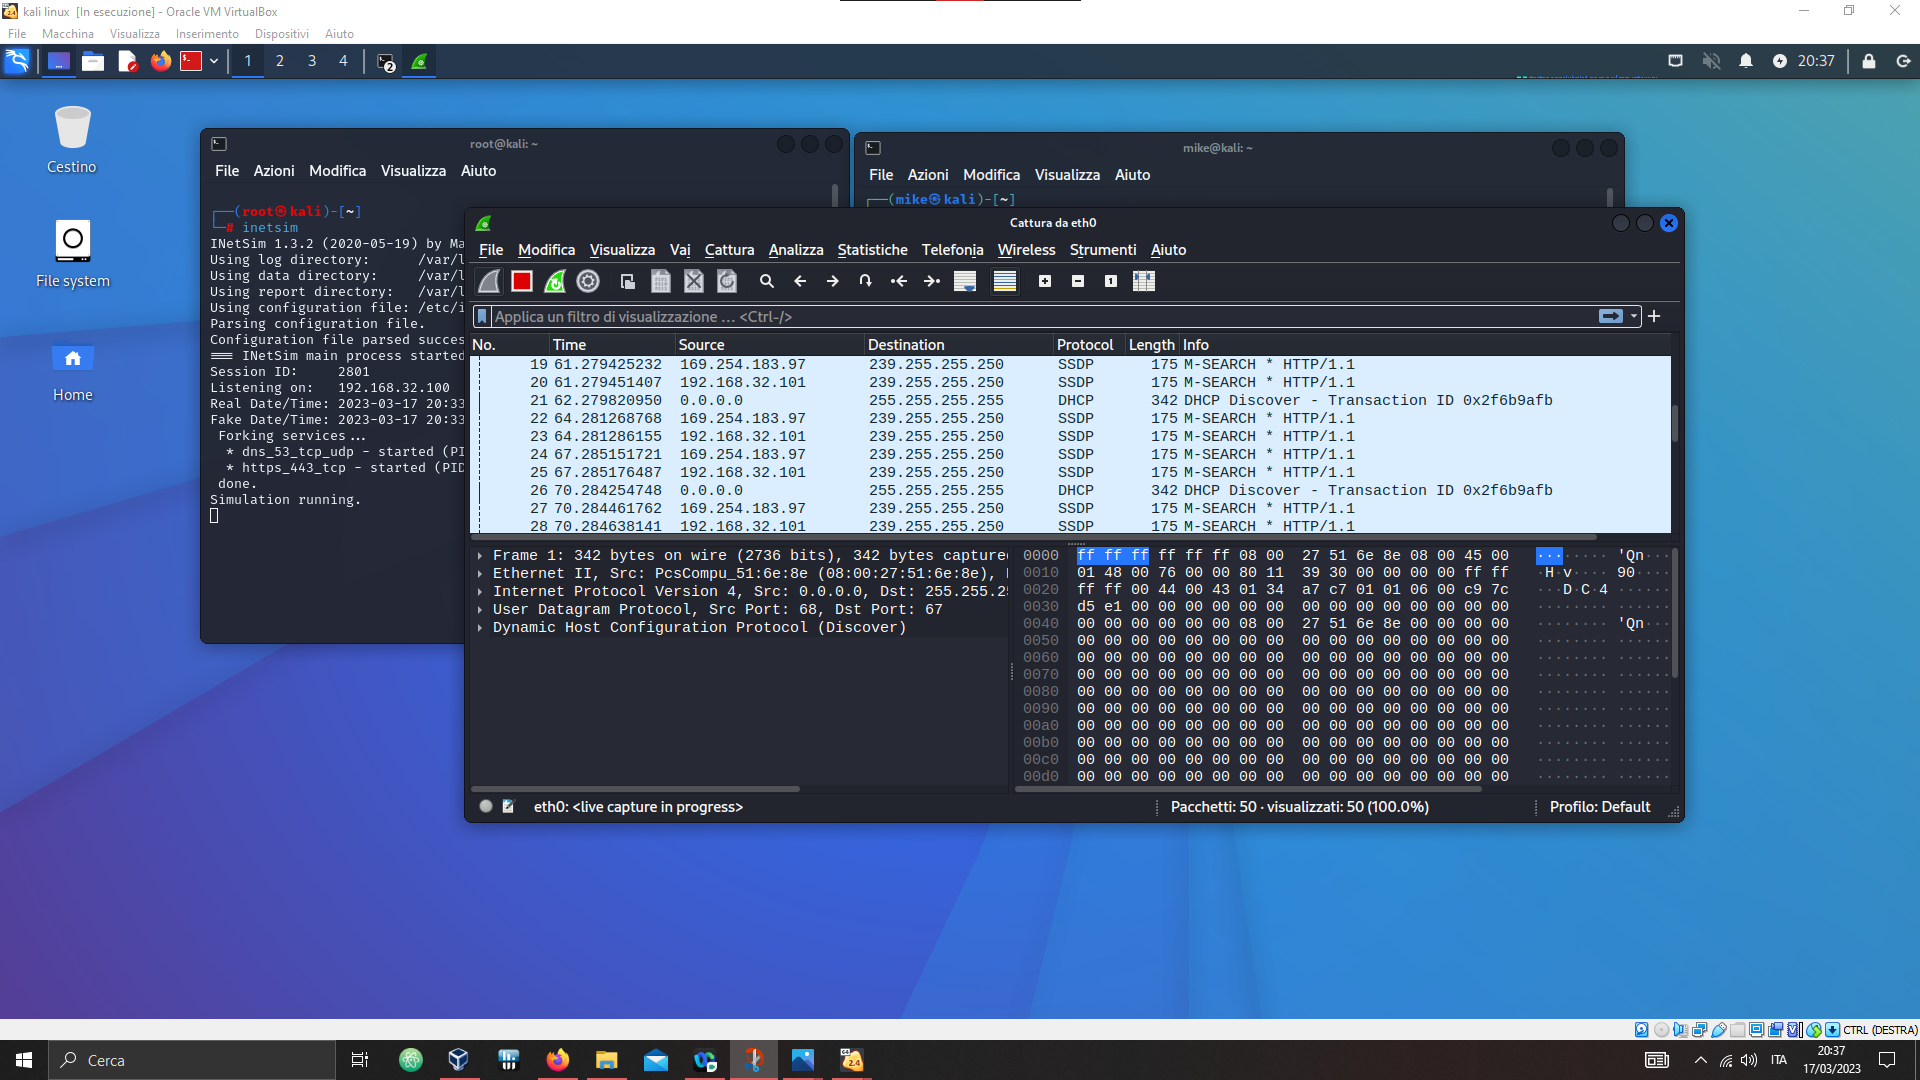 kali linux  [In esecuzione] - Oracle VM VirtualBox
File Macchina Visualizza Inserimento Dispositivi Aiuto
1 2 3 4 2 20:37
Cestino
File system
Home
root@kali: ~
File Azioni Modifica Visualizza Aiuto
┌──(root㉿kali)-[~]
└─# inetsim
INetSim 1.3.2 (2020-05-19) by Ma
Using log directory:      /var/l
Using data directory:     /var/l
Using report directory:   /var/l
Using configuration file: /etc/i
Parsing configuration file.
Configuration file parsed succes
=== INetSim main process started
Session ID:     2801
Listening on:   192.168.32.100
Real Date/Time: 2023-03-17 20:33
Fake Date/Time: 2023-03-17 20:33
Forking services...
* dns_53_tcp_udp - started (PI
* https_443_tcp - started (PID
done.
Simulation running.
mike@kali: ~
File Azioni Modifica Visualizza Aiuto
┌──(mike㉿kali)-[~]
Cattura da eth0
File Modifica Visualizza Vai Cattura Analizza Statistiche Telefonia Wireless Strumenti Aiuto
Applica un filtro di visualizzazione … <Ctrl-/>
No. Time Source Destination Protocol Length Info
19 61.279425232 169.254.183.97 239.255.255.250 SSDP 175 M-SEARCH * HTTP/1.1
20 61.279451407 192.168.32.101 239.255.255.250 SSDP 175 M-SEARCH * HTTP/1.1
21 62.279820950 0.0.0.0 255.255.255.255 DHCP 342 DHCP Discover - Transaction ID 0x2f6b9afb
22 64.281268768 169.254.183.97 239.255.255.250 SSDP 175 M-SEARCH * HTTP/1.1
23 64.281286155 192.168.32.101 239.255.255.250 SSDP 175 M-SEARCH * HTTP/1.1
24 67.285151721 169.254.183.97 239.255.255.250 SSDP 175 M-SEARCH * HTTP/1.1
25 67.285176487 192.168.32.101 239.255.255.250 SSDP 175 M-SEARCH * HTTP/1.1
26 70.284254748 0.0.0.0 255.255.255.255 DHCP 342 DHCP Discover - Transaction ID 0x2f6b9afb
27 70.284461762 169.254.183.97 239.255.255.250 SSDP 175 M-SEARCH * HTTP/1.1
28 70.284638141 192.168.32.101 239.255.255.250 SSDP 175 M-SEARCH * HTTP/1.1
Frame 1: 342 bytes on wire (2736 bits), 342 bytes capture
Ethernet II, Src: PcsCompu_51:6e:8e (08:00:27:51:6e:8e),
Internet Protocol Version 4, Src: 0.0.0.0, Dst: 255.255.2
User Datagram Protocol, Src Port: 68, Dst Port: 67
Dynamic Host Configuration Protocol (Discover)
0000 ff ff ff ff ff ff 08 00 27 51 6e 8e 08 00 45 00 ········ 'Qn···
0010 01 48 00 76 00 00 80 11 39 30 00 00 00 00 ff ff ·H·v···· 90····
0020 ff ff 00 44 00 43 01 34 a7 c7 01 01 06 00 c9 7c ···D·C·4 ······
0030 d5 e1 00 00 00 00 00 00 00 00 00 00 00 00 00 00 ········ ······
0040 00 00 00 00 00 00 08 00 27 51 6e 8e 00 00 00 00 ········ 'Qn···
0050 00 00 00 00 00 00 00 00 00 00 00 00 00 00 00 00 ········ ······
0060 00 00 00 00 00 00 00 00 00 00 00 00 00 00 00 00 ········ ······
0070 00 00 00 00 00 00 00 00 00 00 00 00 00 00 00 00 ········ ······
0080 00 00 00 00 00 00 00 00 00 00 00 00 00 00 00 00 ········ ······
0090 00 00 00 00 00 00 00 00 00 00 00 00 00 00 00 00 ········ ······
00a0 00 00 00 00 00 00 00 00 00 00 00 00 00 00 00 00 ········ ······
00b0 00 00 00 00 00 00 00 00 00 00 00 00 00 00 00 00 ········ ······
00c0 00 00 00 00 00 00 00 00 00 00 00 00 00 00 00 00 ········ ······
00d0 00 00 00 00 00 00 00 00 00 00 00 00 00 00 00 00 ········ ······
eth0: <live capture in progress> Pacchetti: 50 · visualizzati: 50 (100.0%) Profilo: Default
CTRL (DESTRA)
Cerca
ITA
20:37
17/03/2023